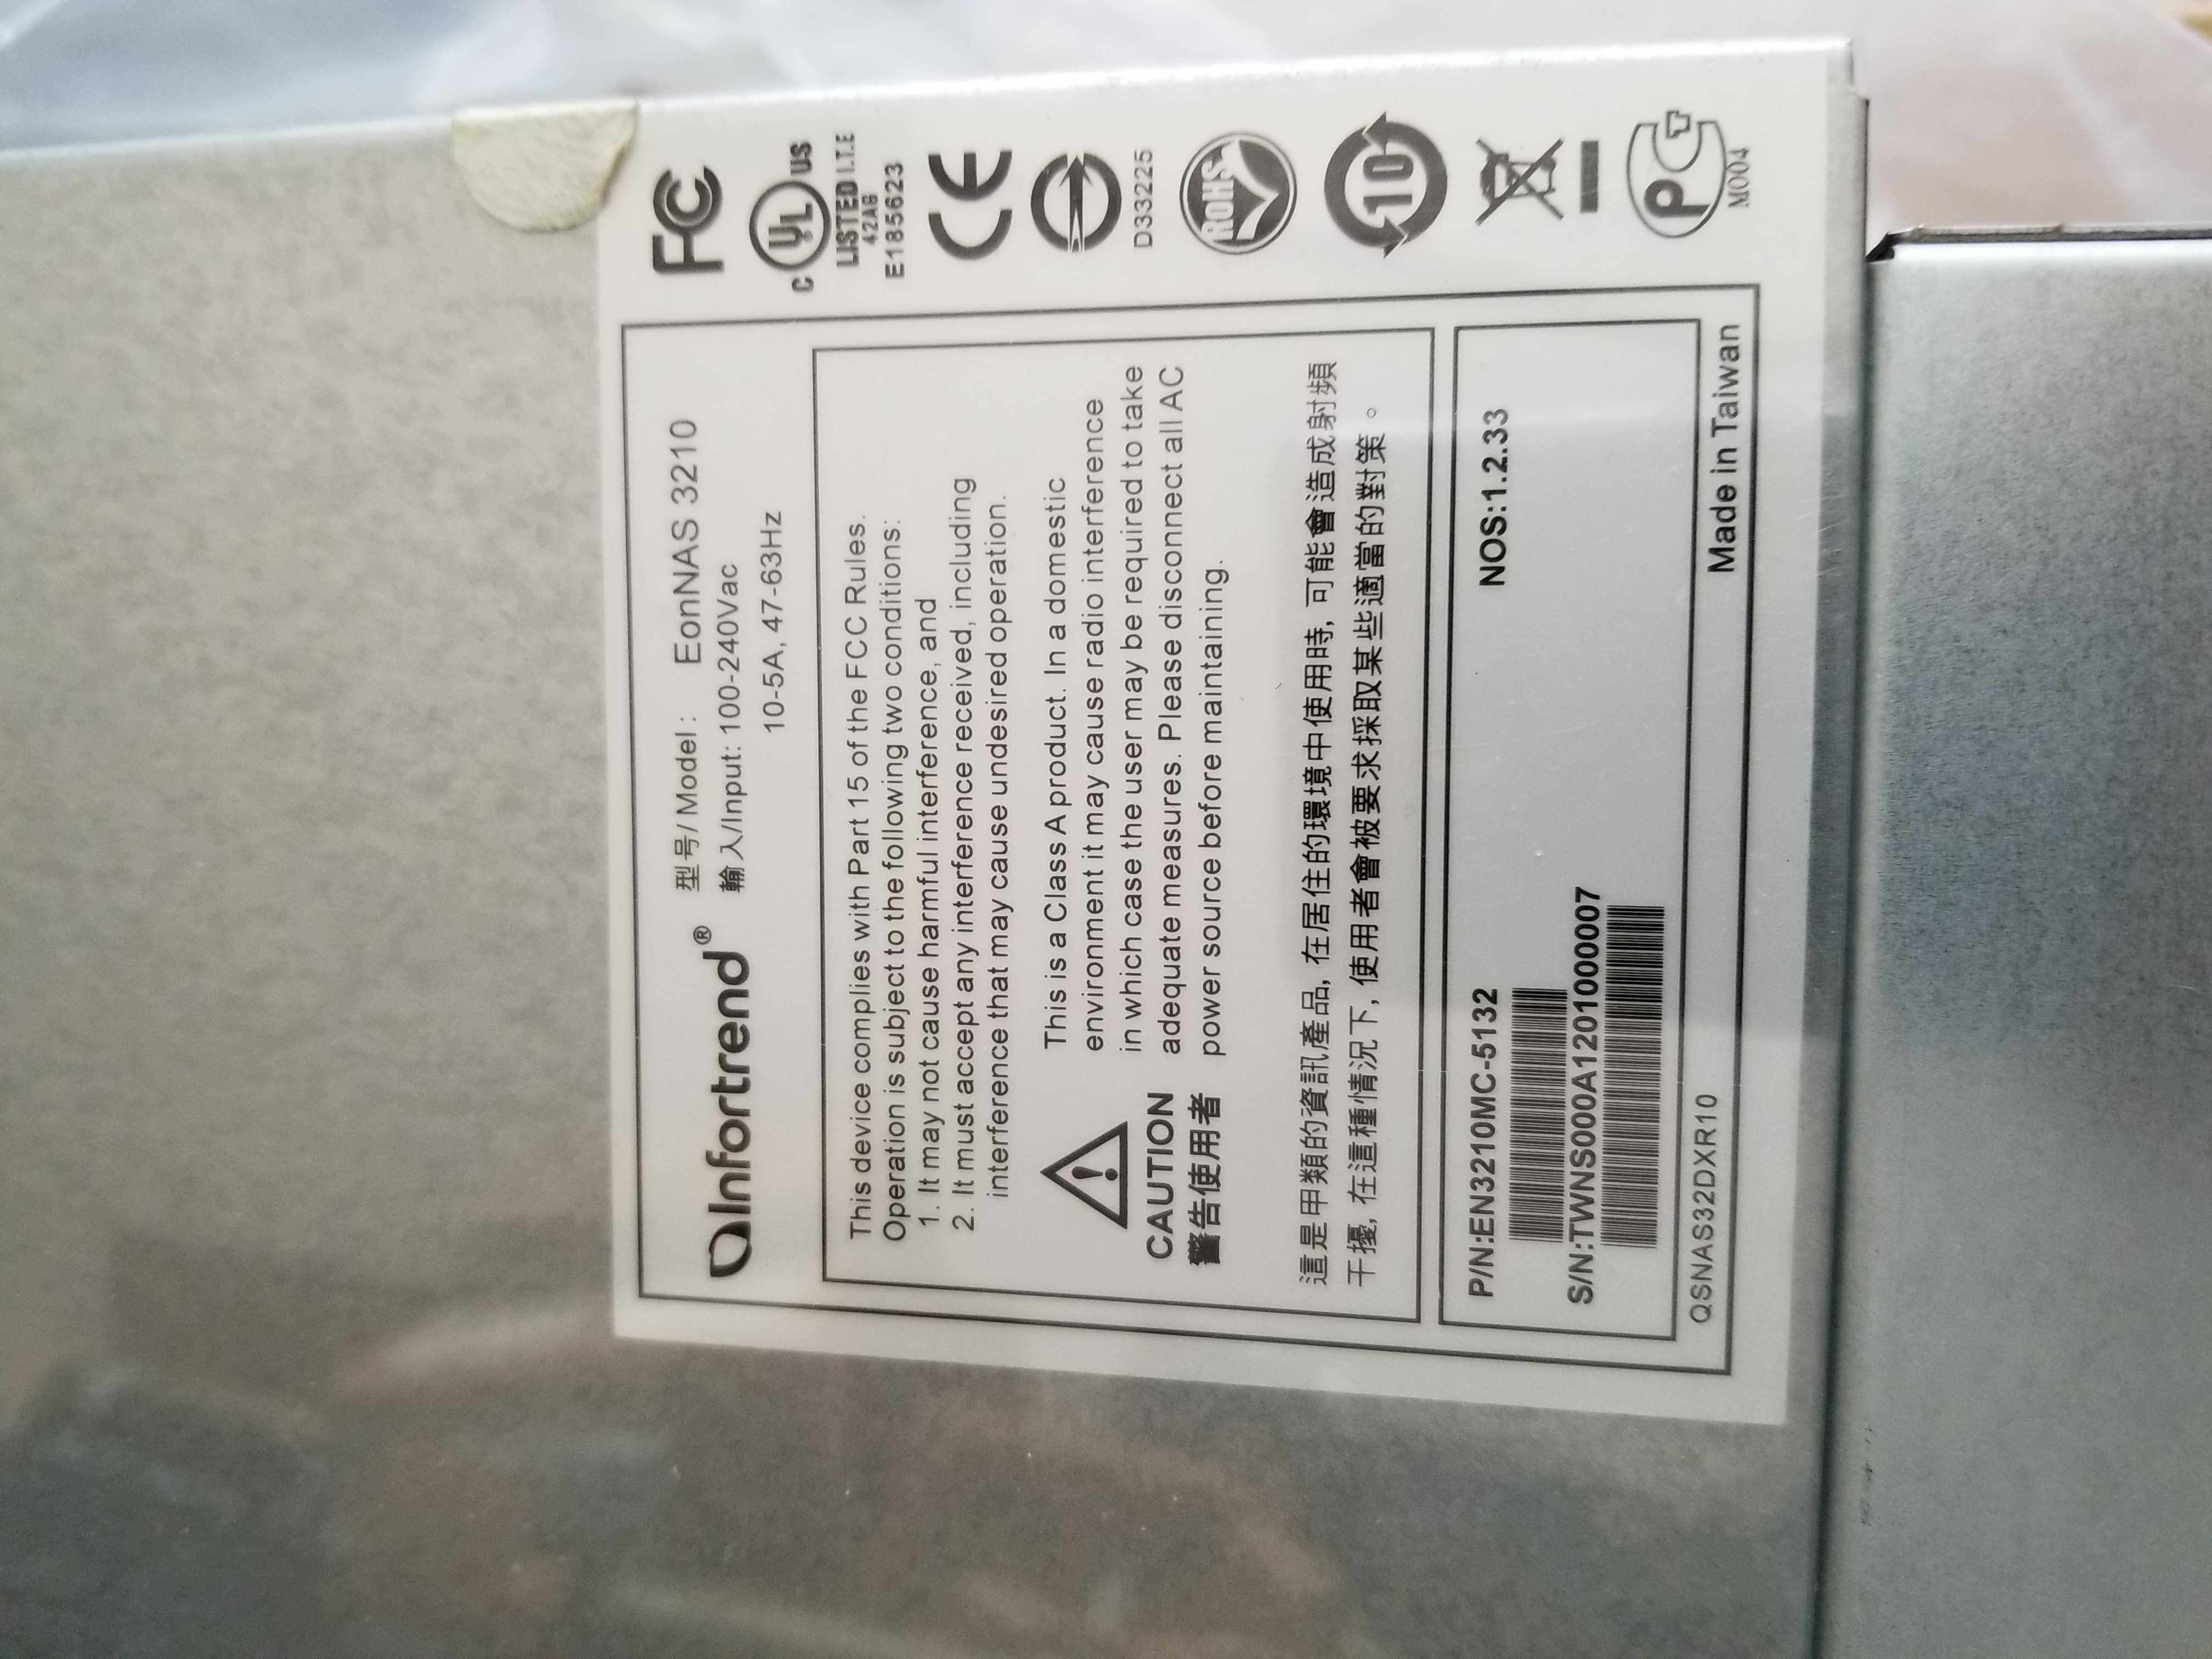 Infortrend®
型号/Model: EonNAS 3210
輸入/Input: 100-240Vac
10-5A, 47-63Hz
This device complies with Part 15 of the FCC Rules.
Operation is subject to the following two conditions:
1. It may not cause harmful interference, and
2. It must accept any interference received, including
interference that may cause undesired operation.
CAUTION
警告使用者
This is a Class A product. In a domestic
environment it may cause radio interference
in which case the user may be required to take
adequate measures. Please disconnect all AC
power source before maintaining.
這是甲類的資訊產品, 在居住的環境中使用時, 可能會造成射頻
干擾, 在這種情況下, 使用者會被要求採取某些適當的對策。
P/N:EN3210MC-5132
NOS:1.2.33
S/N:TWNS000A1201000007
QSNAS32DXR10
Made in Taiwan
FC
C UL US
LISTED I.T.E
42AG
E185623
CE
D33225
RoHS
10
PCT
M004